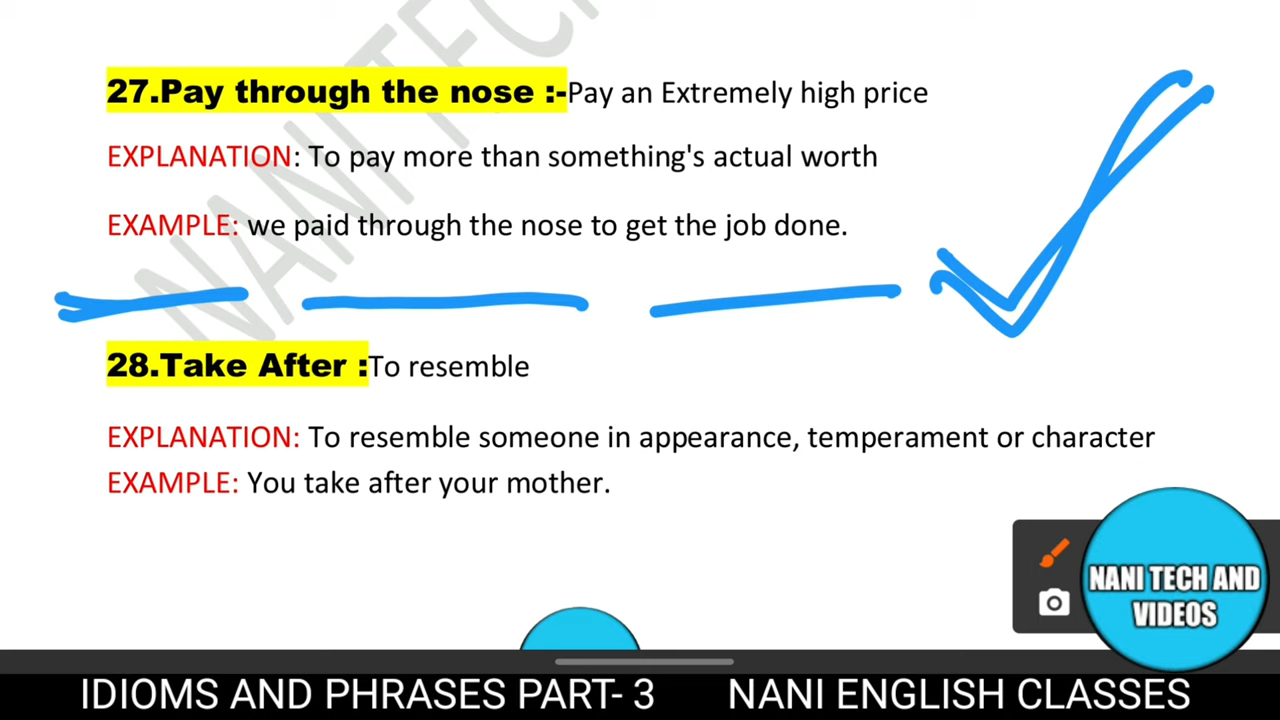 27.Pay through the nose :-Pay an Extremely high price
EXPLANATION: To pay more than something's actual worth
EXAMPLE: we paid through the nose to get the job done.
28.Take After :To resemble
EXPLANATION: To resemble someone in appearance, temperament or character
EXAMPLE: You take after your mother.
NANI TECH AND
VIDEOS
IDIOMS AND PHRASES PART- 3 NANI ENGLISH CLASSES
NANI TECH